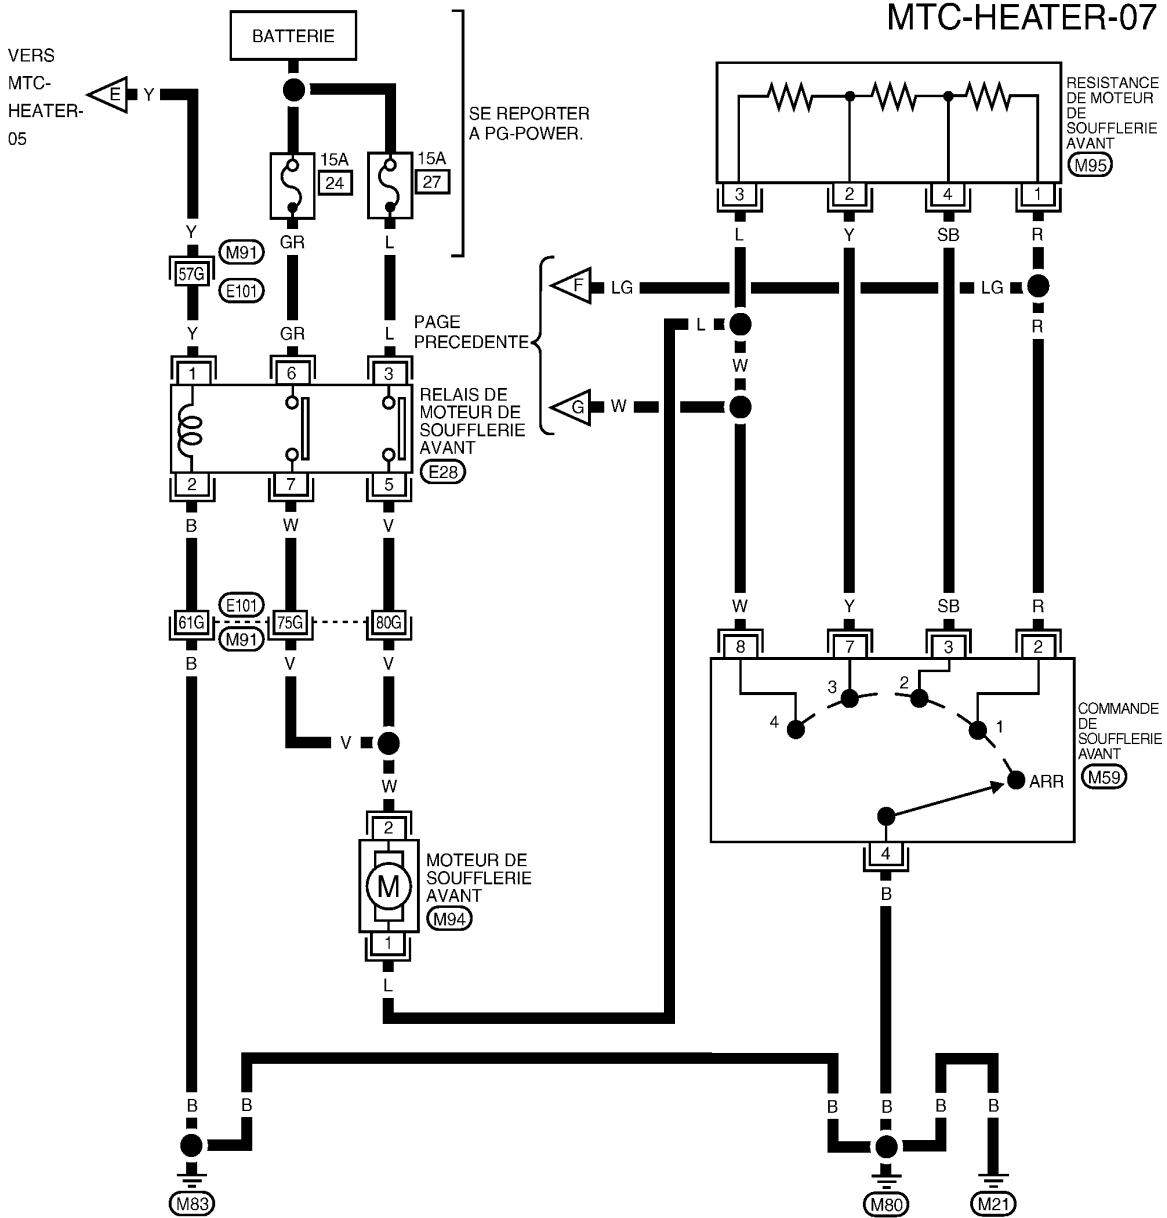 MTC-HEATER-07
BATTERIE
VERS
MTC-
HEATER-
05
E
Y
SE REPORTER
A PG-POWER.
15A
24
15A
27
RESISTANCE
DE MOTEUR
DE
SOUFFLERIE
AVANT
M95
3
2
4
1
Y
GR
L
L
Y
SB
R
M91
57G
E101
F
LG
LG
Y
GR
L
PAGE
PRECEDENTE
L
R
W
G
W
1
6
3
RELAIS DE
MOTEUR DE
SOUFFLERIE
AVANT
E28
2
7
5
B
W
V
E101
61G
75G
80G
M91
B
V
V
W
Y
SB
R
8
7
3
2
3
2
4
1
COMMANDE
DE
SOUFFLERIE
AVANT
M59
ARR
V
W
2
M
MOTEUR DE
SOUFFLERIE
AVANT
M94
1
L
4
B
B
B
B
B
B
B
M83
M80
M21